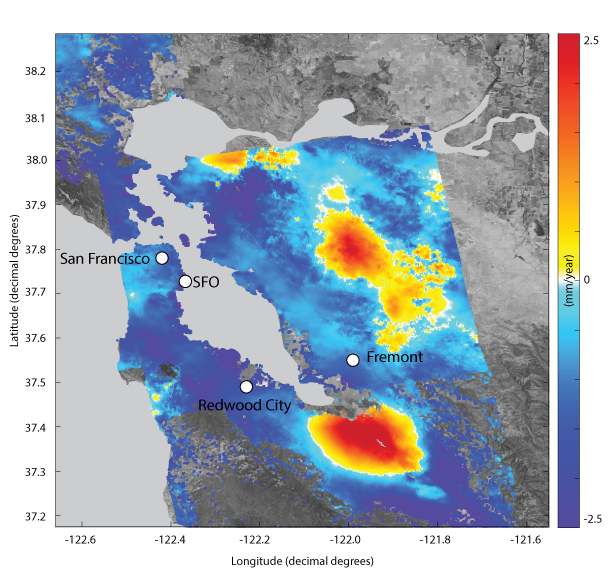 2.5
38.2
38.1
38.0
37.9
37.8
37.7
37.6
37.5
37.4
37.3
37.2
Latitude (decimal degrees)
San Francisco
SFO
Fremont
Redwood City
0
(mm/year)
-2.5
-122.6
-122.4
-122.2
-122.0
-121.8
-121.6
Longitude (decimal degrees)